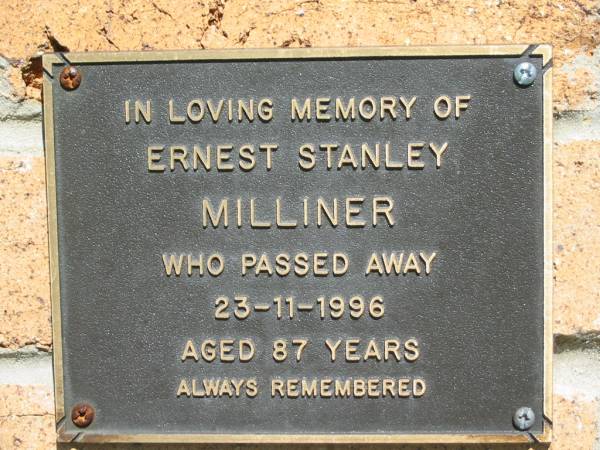 IN LOVING MEMORY OF
ERNEST STANLEY
MILLINER
WHO PASSED AWAY
23-11-1996
AGED 87 YEARS
ALWAYS REMEMBERED